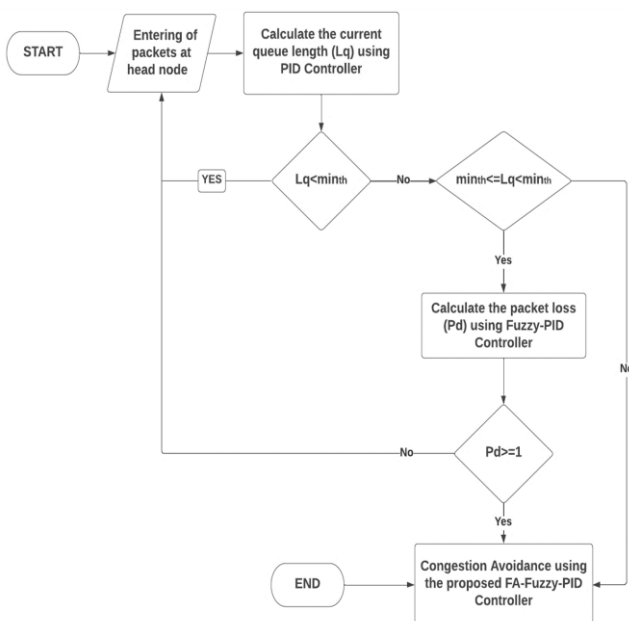 START
Entering of
packets at
head node
Calculate the current
queue length (Lq) using
PID Controller
YES
Lq<minth
No
minth<=Lq<minth
Yes
Calculate the packet loss
(Pd) using Fuzzy-PID
Controller
No
No
Pd>=1
Yes
END
Congestion Avoidance using
the proposed FA-Fuzzy-PID
Controller